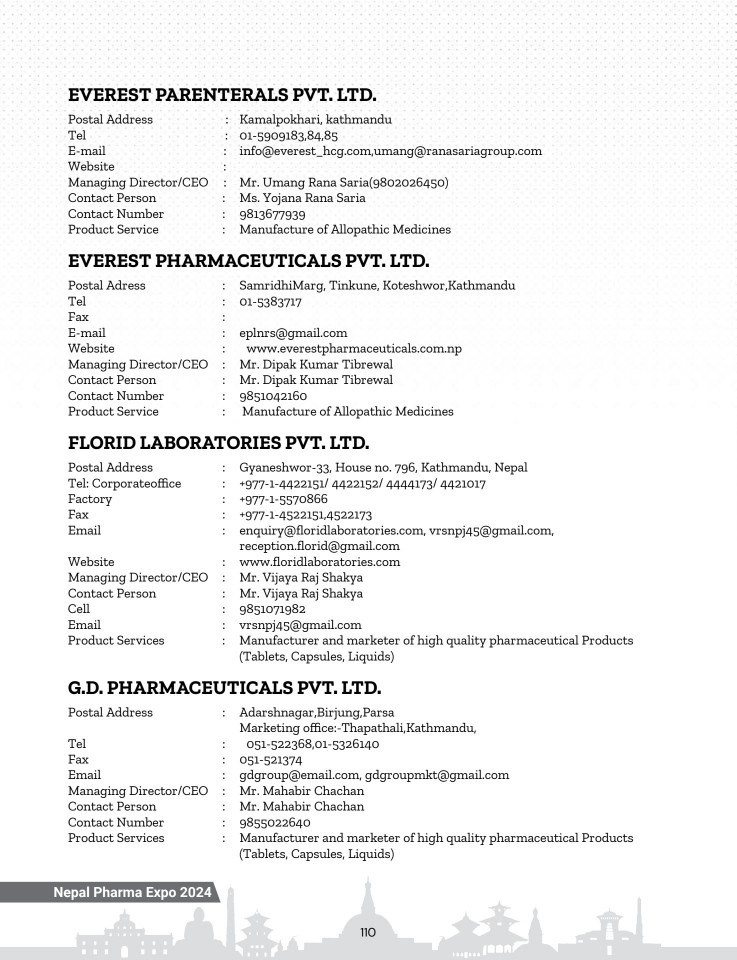 EVEREST PARENTERALS PVT. LTD.
Postal Address : Kamalpokhari, kathmandu
Tel : 01-5909183,84,85
E-mail : info@everest_hcg.com,umang@ranasariagroup.com
Website :
Managing Director/CEO : Mr. Umang Rana Saria(9802026450)
Contact Person : Ms. Yojana Rana Saria
Contact Number : 9813677939
Product Service : Manufacture of Allopathic Medicines
EVEREST PHARMACEUTICALS PVT. LTD.
Postal Adress : SamridhiMarg, Tinkune, Koteshwor,Kathmandu
Tel : 01-5383717
Fax :
E-mail : eplnrs@gmail.com
Website : www.everestpharmaceuticals.com.np
Managing Director/CEO : Mr. Dipak Kumar Tibrewal
Contact Person : Mr. Dipak Kumar Tibrewal
Contact Number : 9851042160
Product Service : Manufacture of Allopathic Medicines
FLORID LABORATORIES PVT. LTD.
Postal Address : Gyaneshwor-33, House no. 796, Kathmandu, Nepal
Tel: Corporateoffice : +977-1-4422151/ 4422152/ 4444173/ 4421017
Factory : +977-1-5570866
Fax : +977-1-4522151,4522173
Email : enquiry@floridlaboratories.com, vrsnpj45@gmail.com,
reception.florid@gmail.com
Website : www.floridlaboratories.com
Managing Director/CEO : Mr. Vijaya Raj Shakya
Contact Person : Mr. Vijaya Raj Shakya
Cell : 9851071982
Email : vrsnpj45@gmail.com
Product Services : Manufacturer and marketer of high quality pharmaceutical Products
(Tablets, Capsules, Liquids)
G.D. PHARMACEUTICALS PVT. LTD.
Postal Address : Adarshnagar,Birjung,Parsa
Marketing office:-Thapathali,Kathmandu,
Tel : 051-522368,01-5326140
Fax : 051-521374
Email : gdgroup@email.com, gdgroupmkt@gmail.com
Managing Director/CEO : Mr. Mahabir Chachan
Contact Person : Mr. Mahabir Chachan
Contact Number : 9855022640
Product Services : Manufacturer and marketer of high quality pharmaceutical Products
(Tablets, Capsules, Liquids)
Nepal Pharma Expo 2024
110